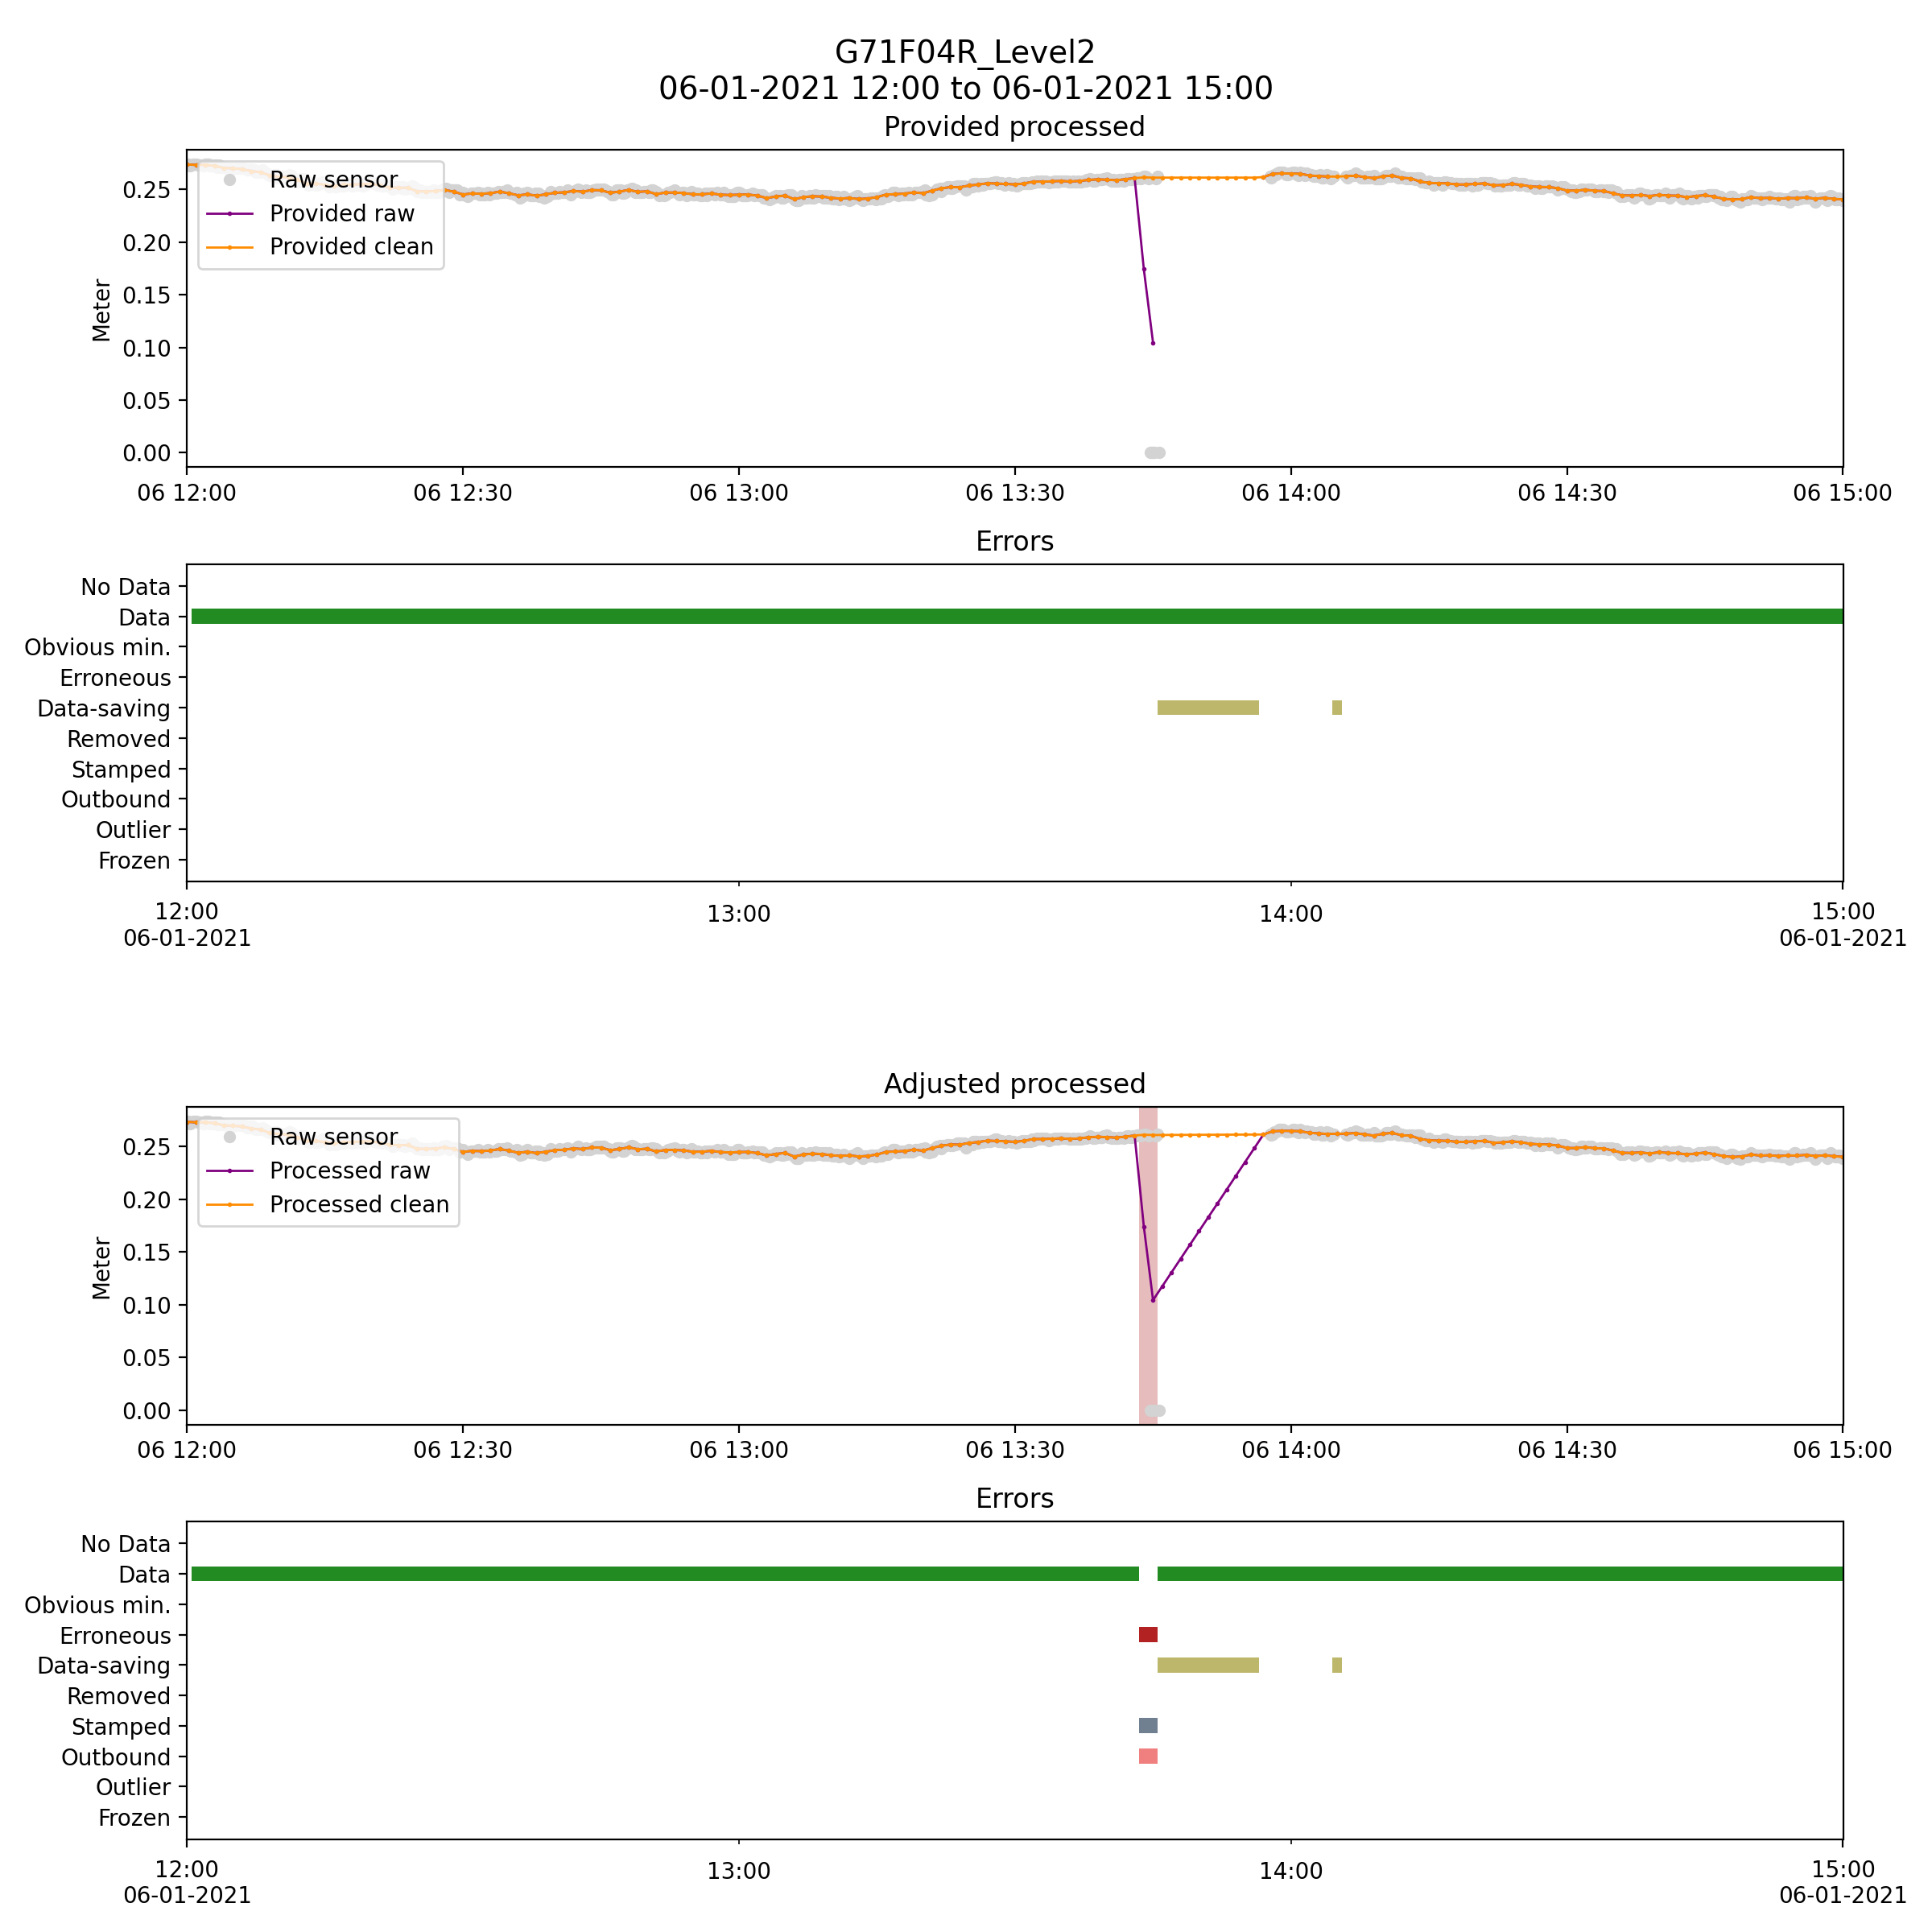 G71F04R_Level2
06-01-2021 12:00 to 06-01-2021 15:00
Provided processed
Raw sensor
Provided raw
Provided clean
Meter
0.25
0.20
0.15
0.10
0.05
0.00
06 12:00 06 12:30 06 13:00 06 13:30 06 14:00 06 14:30 06 15:00
Errors
No Data
Data
Obvious min.
Erroneous
Data-saving
Removed
Stamped
Outbound
Outlier
Frozen
12:00 13:00 14:00 15:00
06-01-2021 06-01-2021
Adjusted processed
Raw sensor
Processed raw
Processed clean
Meter
0.25
0.20
0.15
0.10
0.05
0.00
06 12:00 06 12:30 06 13:00 06 13:30 06 14:00 06 14:30 06 15:00
Errors
No Data
Data
Obvious min.
Erroneous
Data-saving
Removed
Stamped
Outbound
Outlier
Frozen
12:00 13:00 14:00 15:00
06-01-2021 06-01-2021